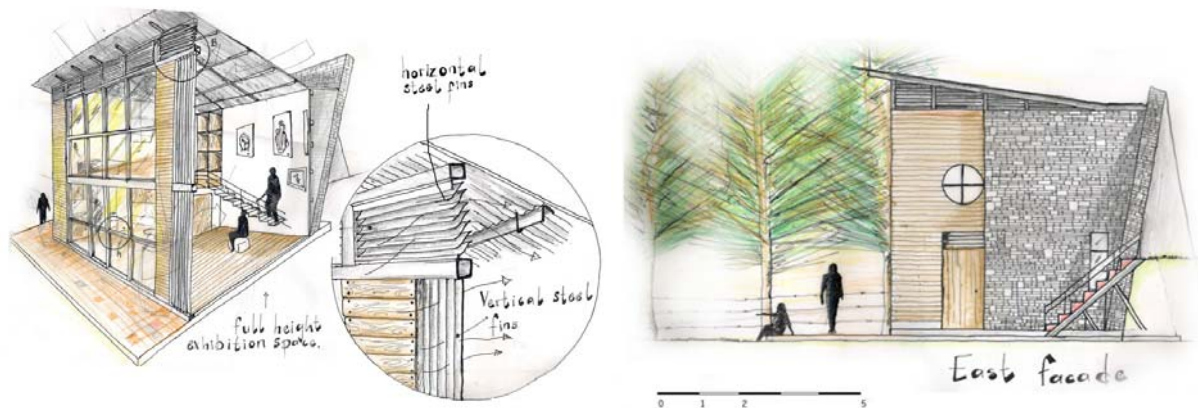 horizontal
steel fins
Vertical steel
fins
full height
exhibition space.
East facade
0 1 2 5